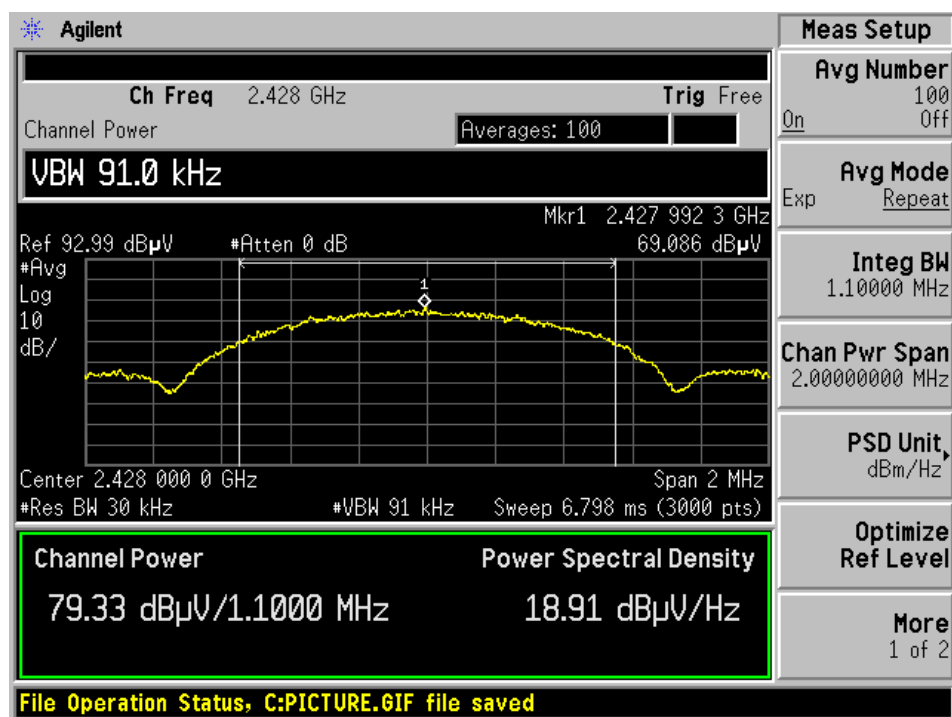 Agilent
Ch Freq 2.428 GHz Trig Free
Channel Power Averages: 100
VBW 91.0 kHz
Mkr1 2.427 992 3 GHz
Ref 92.99 dBµV #Atten 0 dB 69.086 dBµV
#Avg
Log
10
dB/
1
Center 2.428 000 0 GHz Span 2 MHz
#Res BW 30 kHz #VBW 91 kHz Sweep 6.798 ms (3000 pts)
Channel Power Power Spectral Density
79.33 dBµV/1.1000 MHz 18.91 dBµV/Hz
File Operation Status, C:PICTURE.GIF file saved
Meas Setup
Avg Number
100
On Off
Avg Mode
Exp Repeat
Integ BW
1.10000 MHz
Chan Pwr Span
2.00000000 MHz
PSD Unit
dBm/Hz
Optimize
Ref Level
More
1 of 2